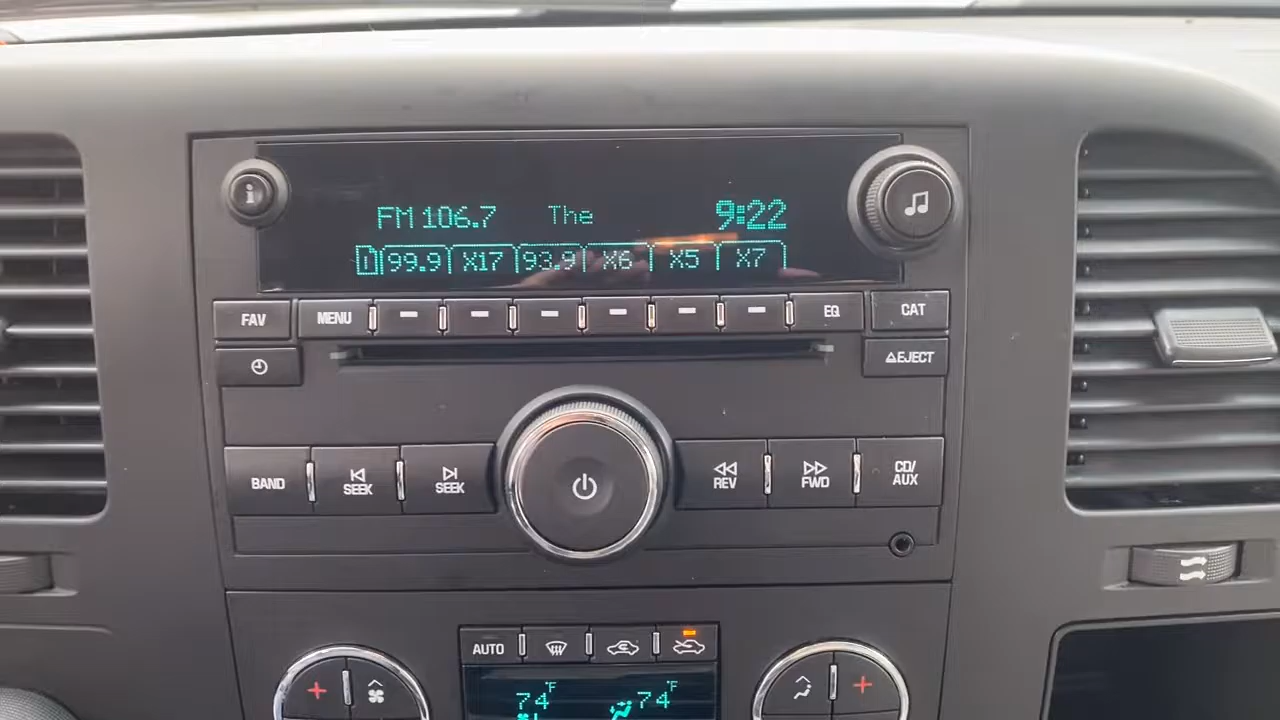 FM 106.7 The 9:22
1 99.9 X17 93.9 X6 X5 X7
FAV MENU EQ CAT
EJECT
BAND SEEK SEEK REV FWD CD/AUX
AUTO
74°F 74°F